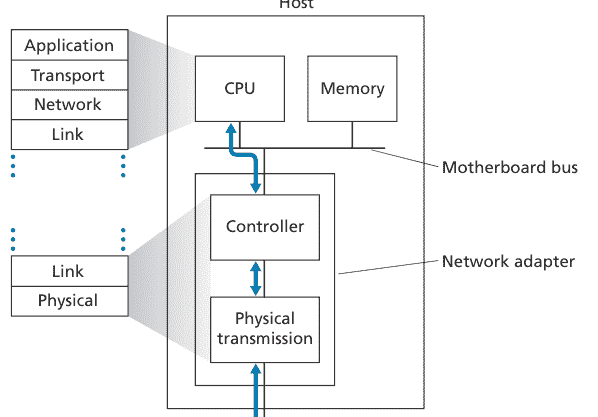 Host
Application
Transport
Network
Link
CPU
Memory
Motherboard bus
Controller
Link
Physical
Network adapter
Physical
transmission